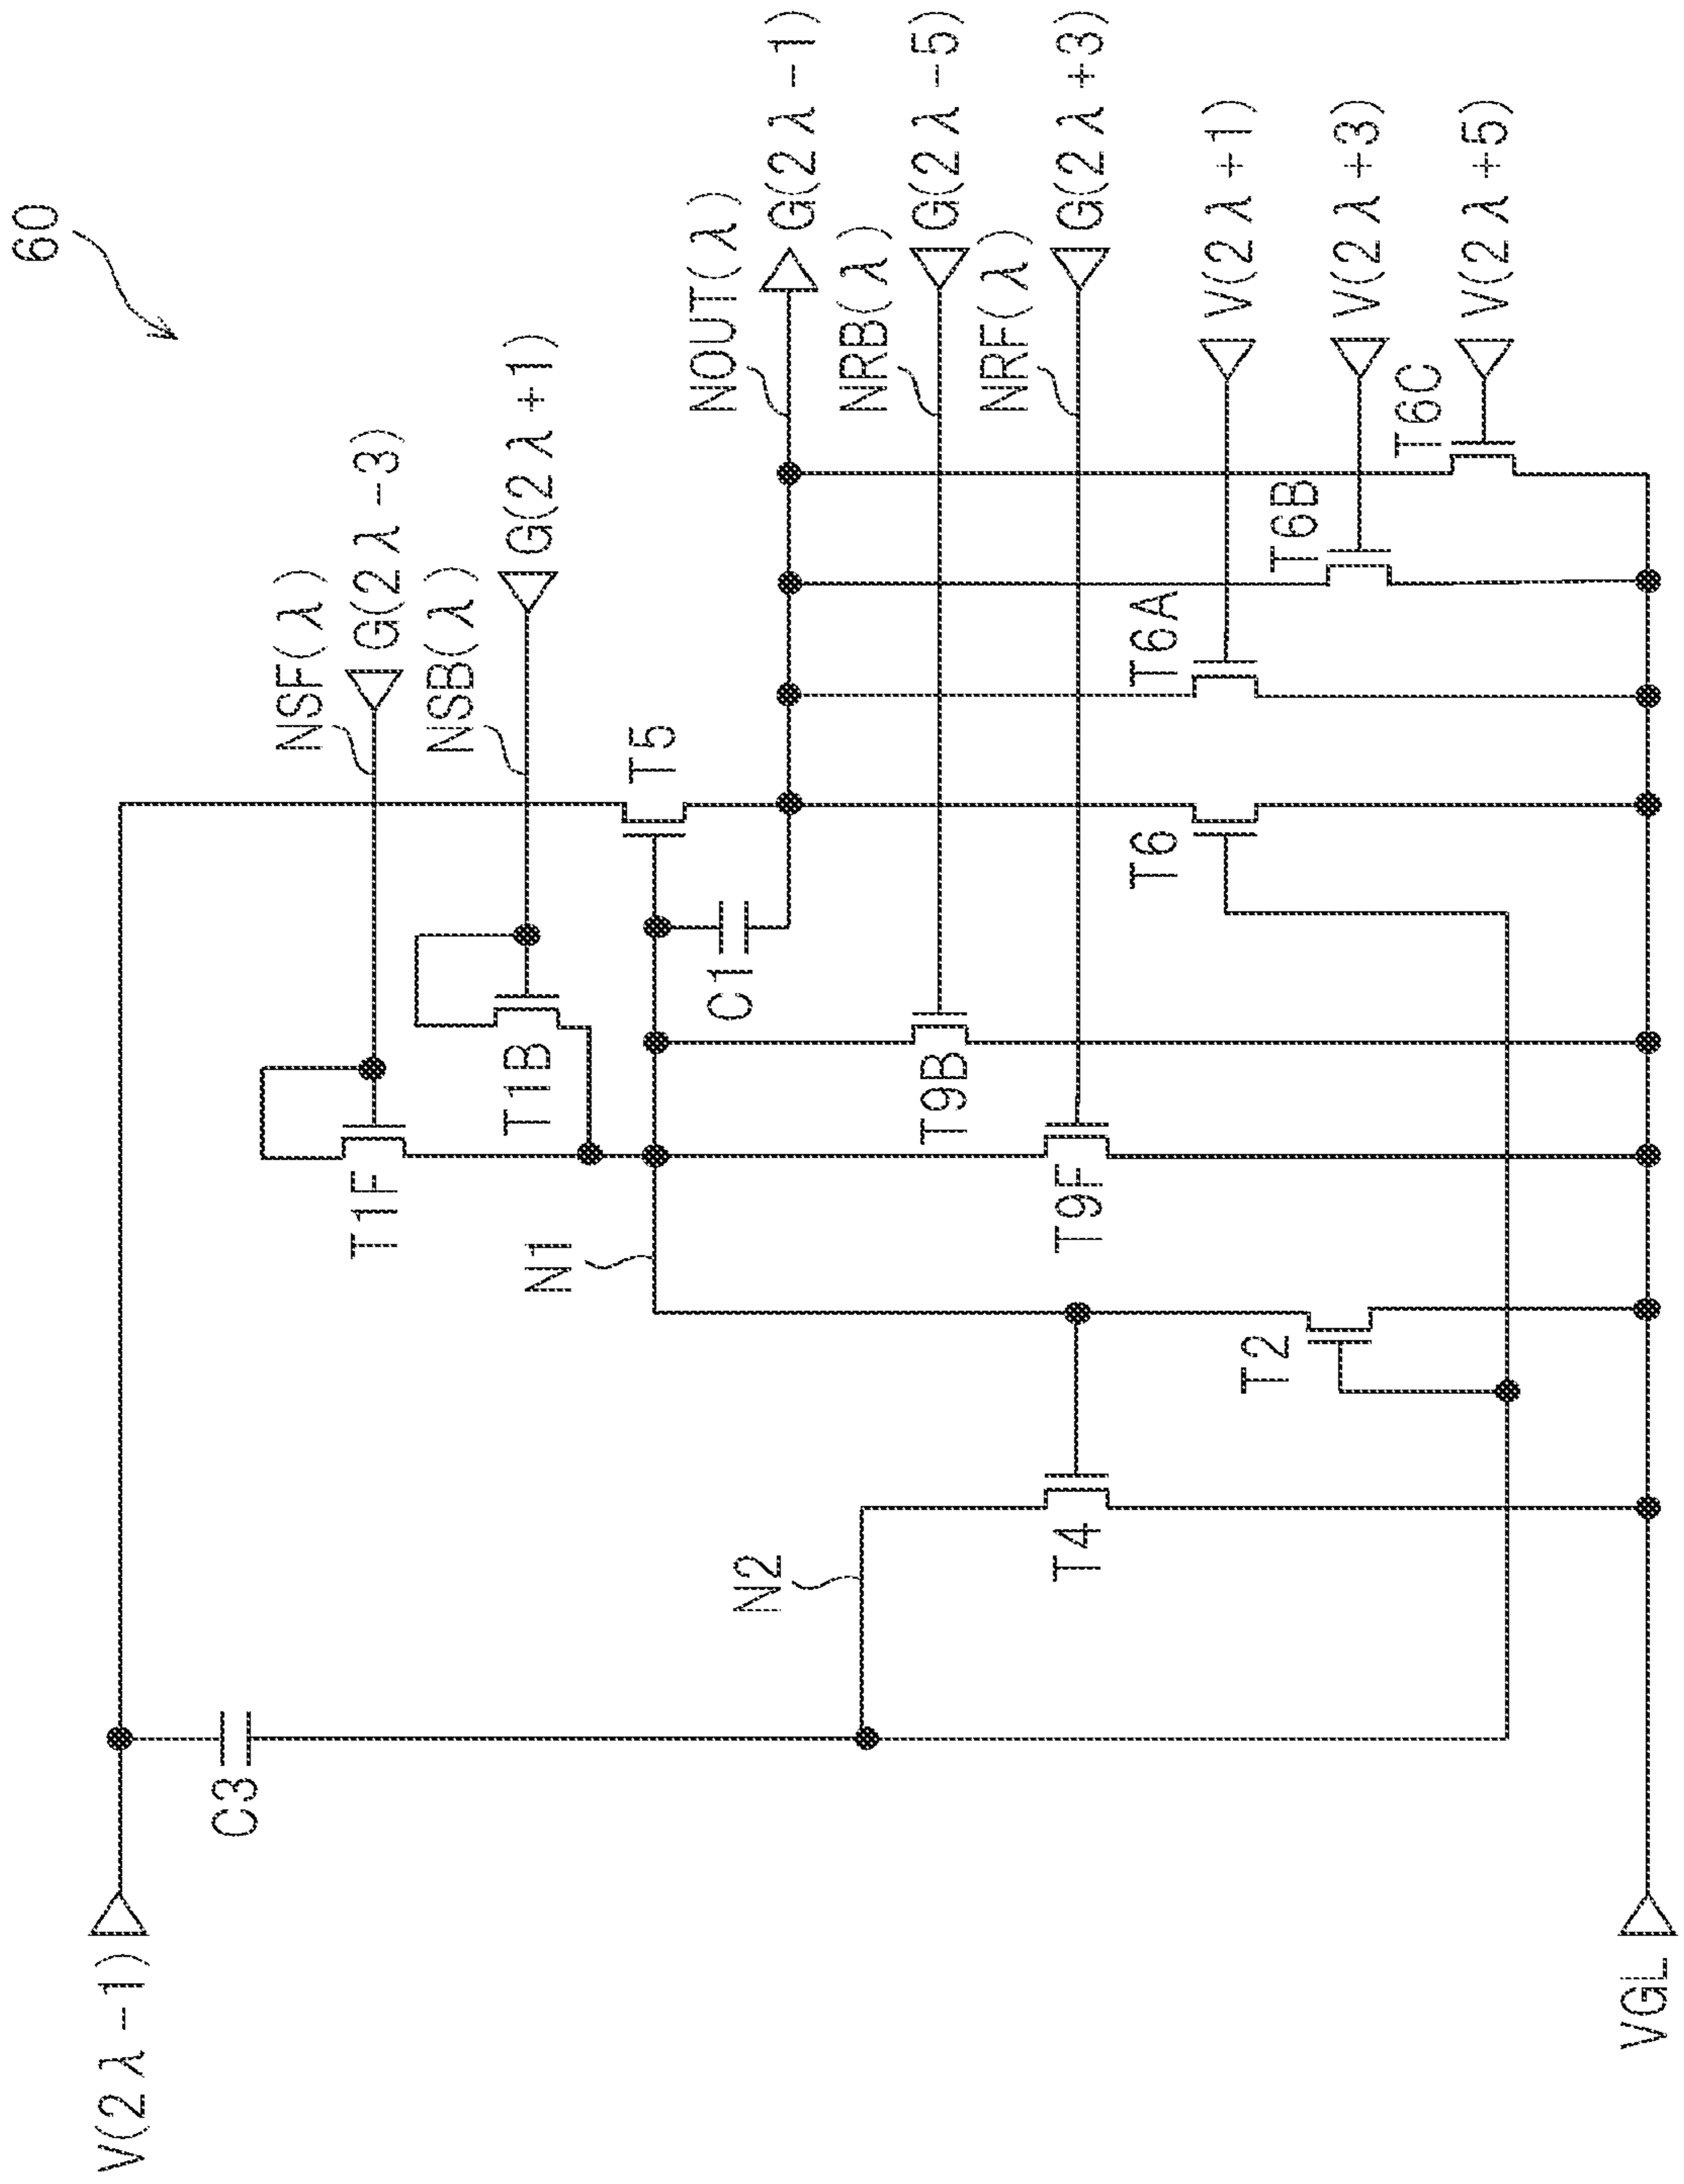 60
NSF(λ)
G(2λ-3)
NSB(λ)
G(2λ+1)
NOUT(λ)
G(2λ-1)
NRB(λ)
G(2λ-5)
NRF(λ)
G(2λ+3)
V(2λ+1)
V(2λ+3)
V(2λ+5)
T6C
T6B
T6A
T5
T6
C1
T1B
T9B
T1F
T9F
N1
T2
T4
N2
C3
V(2λ-1)
VGL